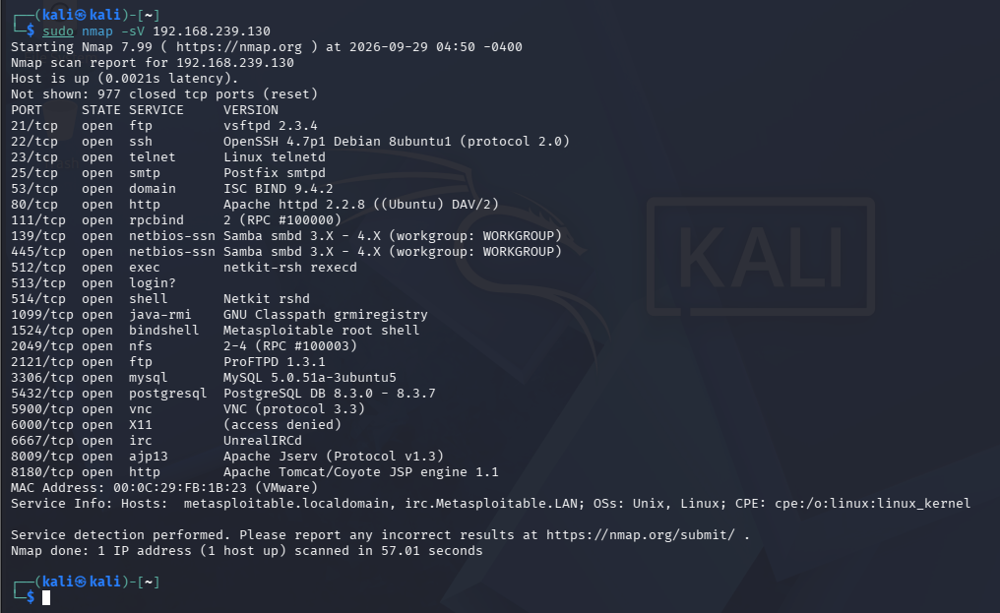 ┌──(kali㉿kali)-[~]
└─$ sudo nmap -sV 192.168.239.130
Starting Nmap 7.99 ( https://nmap.org ) at 2026-09-29 04:50 -0400
Nmap scan report for 192.168.239.130
Host is up (0.0021s latency).
Not shown: 977 closed tcp ports (reset)
PORT     STATE SERVICE     VERSION
21/tcp   open  ftp         vsftpd 2.3.4
22/tcp   open  ssh         OpenSSH 4.7p1 Debian 8ubuntu1 (protocol 2.0)
23/tcp   open  telnet      Linux telnetd
25/tcp   open  smtp        Postfix smtpd
53/tcp   open  domain      ISC BIND 9.4.2
80/tcp   open  http        Apache httpd 2.2.8 ((Ubuntu) DAV/2)
111/tcp  open  rpcbind     2 (RPC #100000)
139/tcp  open  netbios-ssn Samba smbd 3.X - 4.X (workgroup: WORKGROUP)
445/tcp  open  netbios-ssn Samba smbd 3.X - 4.X (workgroup: WORKGROUP)
512/tcp  open  exec        netkit-rsh rexecd
513/tcp  open  login?
514/tcp  open  shell       Netkit rshd
1099/tcp open  java-rmi    GNU Classpath grmiregistry
1524/tcp open  bindshell   Metasploitable root shell
2049/tcp open  nfs         2-4 (RPC #100003)
2121/tcp open  ftp         ProFTPD 1.3.1
3306/tcp open  mysql       MySQL 5.0.51a-3ubuntu5
5432/tcp open  postgresql  PostgreSQL DB 8.3.0 - 8.3.7
5900/tcp open  vnc         VNC (protocol 3.3)
6000/tcp open  X11         (access denied)
6667/tcp open  irc         UnrealIRCd
8009/tcp open  ajp13       Apache Jserv (Protocol v1.3)
8180/tcp open  http        Apache Tomcat/Coyote JSP engine 1.1
MAC Address: 00:0C:29:FB:1B:23 (VMware)
Service Info: Hosts:  metasploitable.localdomain, irc.Metasploitable.LAN; OSs: Unix, Linux; CPE: cpe:/o:linux:linux_kernel

Service detection performed. Please report any incorrect results at https://nmap.org/submit/ .
Nmap done: 1 IP address (1 host up) scanned in 57.01 seconds

┌──(kali㉿kali)-[~]
└─$
KALI